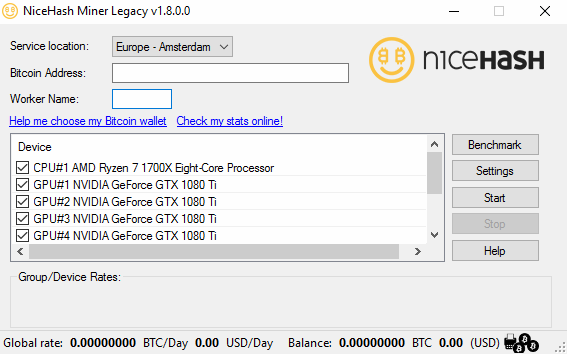 NiceHash Miner Legacy v1.8.0.0
Service location: Europe - Amsterdam
nicehash
Bitcoin Address:
Worker Name:
Help me choose my Bitcoin wallet Check my stats online!
Device
CPU#1 AMD Ryzen 7 1700X Eight-Core Processor
GPU#1 NVIDIA GeForce GTX 1080 Ti
GPU#2 NVIDIA GeForce GTX 1080 Ti
GPU#3 NVIDIA GeForce GTX 1080 Ti
GPU#4 NVIDIA GeForce GTX 1080 Ti
Benchmark
Settings
Start
Stop
Help
Group/Device Rates:
Global rate: 0.00000000 BTC/Day 0.00 USD/Day Balance: 0.00000000 BTC 0.00 (USD)